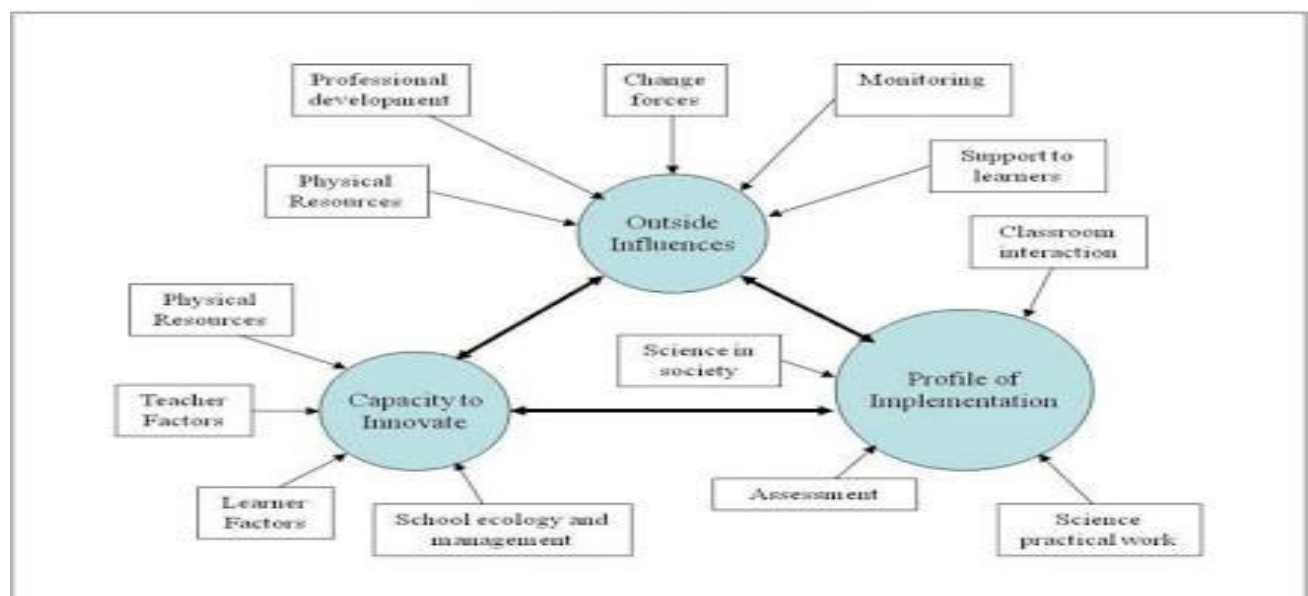 Professional
development
Change
forces
Monitoring
Support to
learners
Physical
Resources
Outside
Influences
Classroom
interaction
Physical
Resources
Science in
society
Profile of
Implementation
Teacher
Factors
Capacity to
Innovate
Learner
Factors
School ecology and
management
Assessment
Science
practical work